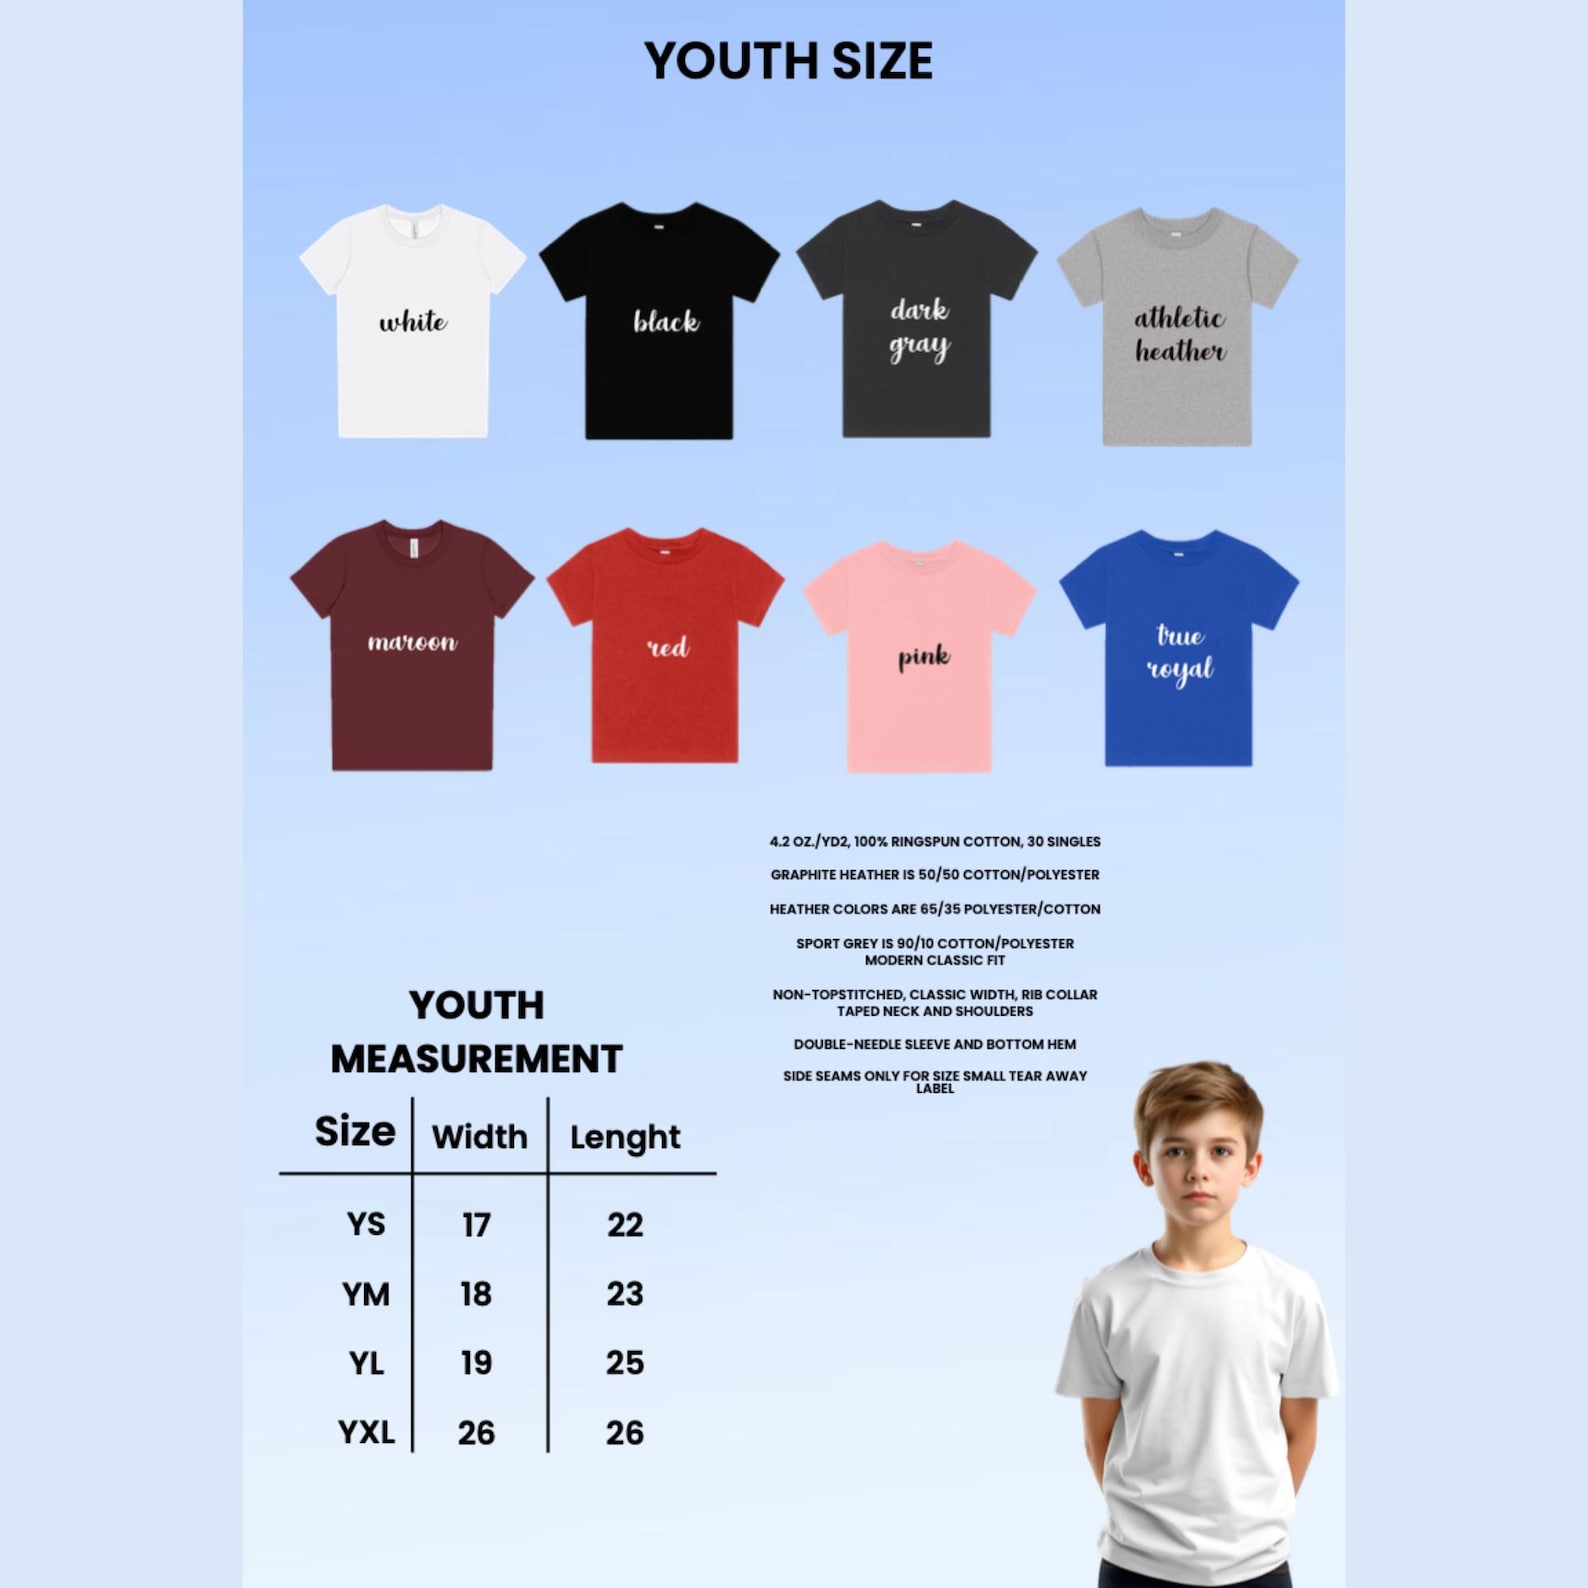 YOUTH SIZE
white
black
dark
gray
athletic
heather
maroon
red
pink
true
royal
4.2 OZ./YD2, 100% RINGSPUN COTTON, 30 SINGLES
GRAPHITE HEATHER IS 50/50 COTTON/POLYESTER
HEATHER COLORS ARE 65/35 POLYESTER/COTTON
SPORT GREY IS 90/10 COTTON/POLYESTER
MODERN CLASSIC FIT
NON-TOPSTITCHED, CLASSIC WIDTH, RIB COLLAR
TAPED NECK AND SHOULDERS
DOUBLE-NEEDLE SLEEVE AND BOTTOM HEM
SIDE SEAMS ONLY FOR SIZE SMALL TEAR AWAY
LABEL
YOUTH
MEASUREMENT
Size Width Lenght
YS 17 22
YM 18 23
YL 19 25
YXL 26 26